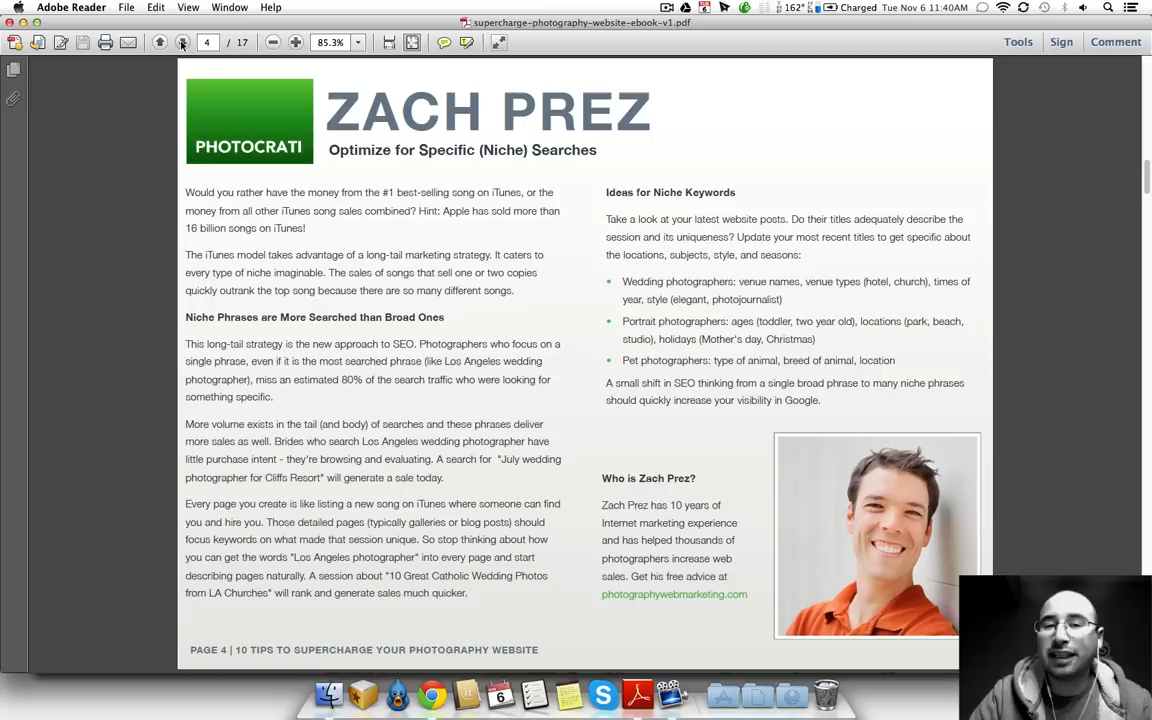 Adobe Reader File Edit View Window Help
162° Charged Tue Nov 6 11:40AM
supercharge-photography-website-ebook-v1.pdf
4 / 17 85.3% Tools Sign Comment
PHOTOCRATI
ZACH PREZ
Optimize for Specific (Niche) Searches
Would you rather have the money from the #1 best-selling song on iTunes, or the
money from all other iTunes song sales combined? Hint: Apple has sold more than
16 billion songs on iTunes!
The iTunes model takes advantage of a long-tail marketing strategy. It caters to
every type of niche imaginable. The sales of songs that sell one or two copies
quickly outrank the top song because there are so many different songs.
Niche Phrases are More Searched than Broad Ones
This long-tail strategy is the new approach to SEO. Photographers who focus on a
single phrase, even if it is the most searched phrase (like Los Angeles wedding
photographer), miss an estimated 80% of the search traffic who were looking for
something specific.
More volume exists in the tail (and body) of searches and these phrases deliver
more sales as well. Brides who search Los Angeles wedding photographer have
little purchase intent - they're browsing and evaluating. A search for "July wedding
photographer for Cliffs Resort" will generate a sale today.
Every page you create is like listing a new song on iTunes where someone can find
you and hire you. Those detailed pages (typically galleries or blog posts) should
focus keywords on what made that session unique. So stop thinking about how
you can get the words "Los Angeles photographer" into every page and start
describing pages naturally. A session about "10 Great Catholic Wedding Photos
from LA Churches" will rank and generate sales much quicker.
Ideas for Niche Keywords
Take a look at your latest website posts. Do their titles adequately describe the
session and its uniqueness? Update your most recent titles to get specific about
the locations, subjects, style, and seasons:
• Wedding photographers: venue names, venue types (hotel, church), times of
year, style (elegant, photojournalist)
• Portrait photographers: ages (toddler, two year old), locations (park, beach,
studio), holidays (Mother's day, Christmas)
• Pet photographers: type of animal, breed of animal, location
A small shift in SEO thinking from a single broad phrase to many niche phrases
should quickly increase your visibility in Google.
Who is Zach Prez?
Zach Prez has 10 years of
Internet marketing experience
and has helped thousands of
photographers increase web
sales. Get his free advice at
photographywebmarketing.com
PAGE 4 | 10 TIPS TO SUPERCHARGE YOUR PHOTOGRAPHY WEBSITE